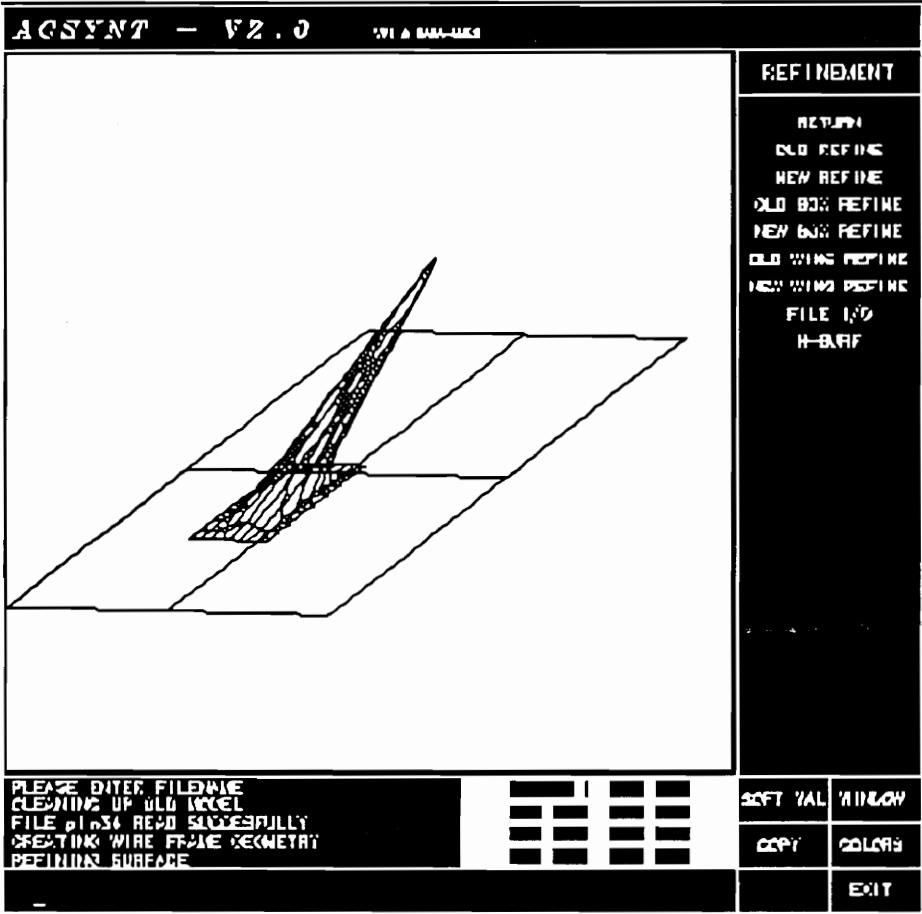 ACSYNT - V2.0
REFINEMENT
RETURN
OLD REFINE
NEW REFINE
OLD BOX REFINE
NEW BOX REFINE
OLD WING REFINE
NEW WING REFINE
FILE I/O
H-SURF
PLEASE ENTER FILENAME
CLEANING UP OLD MODEL
FILE READ SUCCESSFULLY
CREATING WIRE FRAME GEOMETRY
REFINING SURFACE
SOFT VAL
WINDOW
COPY
COLORS
EXIT